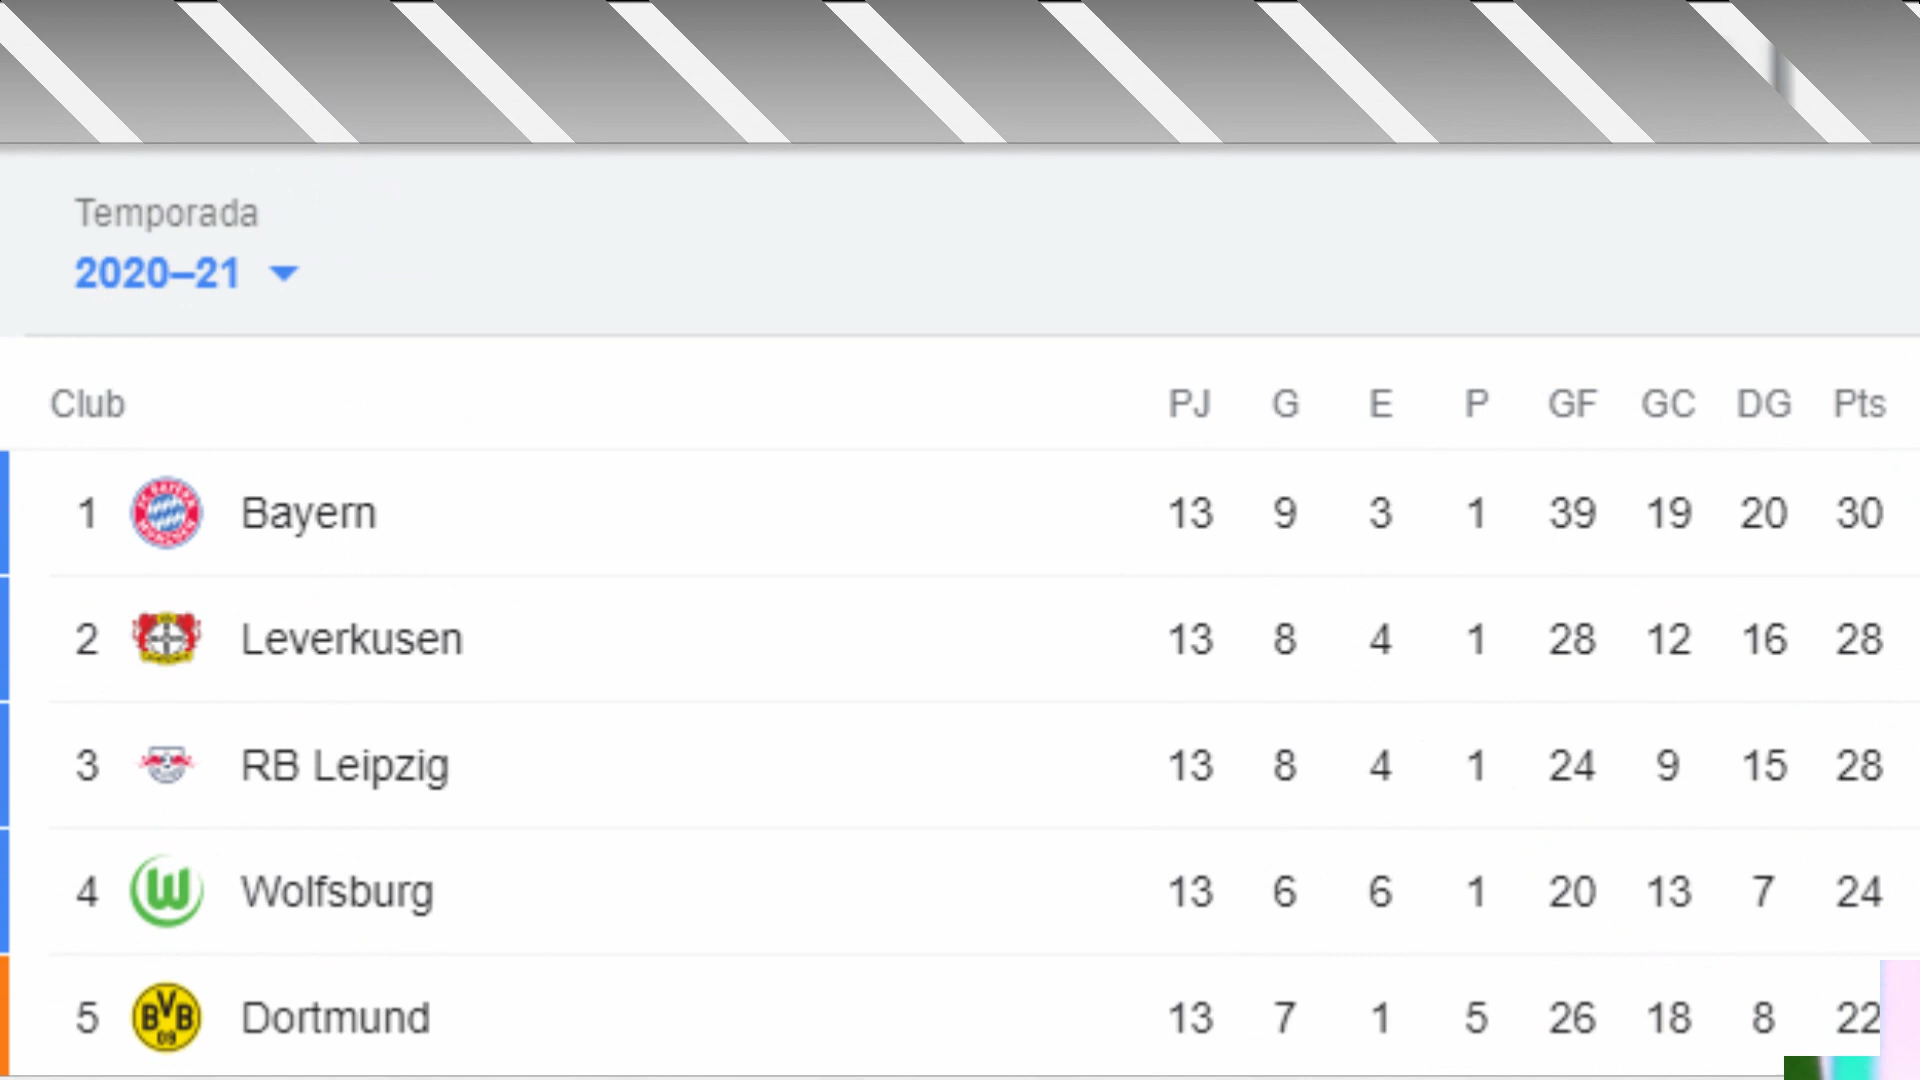 Temporada
2020–21
Club PJ G E P GF GC DG Pts
1 Bayern 13 9 3 1 39 19 20 30
2 Leverkusen 13 8 4 1 28 12 16 28
3 RB Leipzig 13 8 4 1 24 9 15 28
4 Wolfsburg 13 6 6 1 20 13 7 24
5 BVB 09 Dortmund 13 7 1 5 26 18 8 22